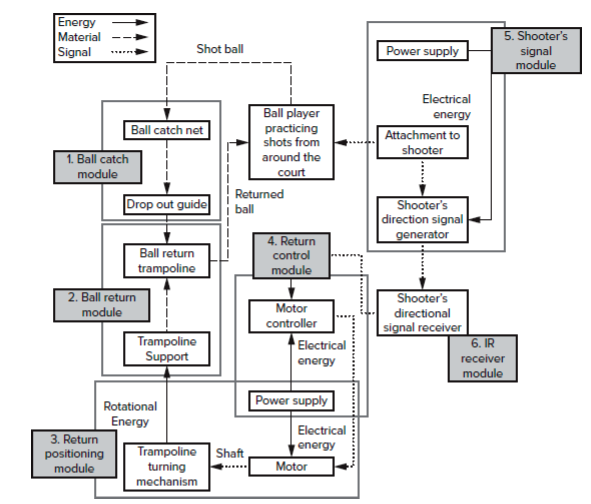 Energy
Material
Signal
Shot ball
Power supply
5. Shooter's
signal
module
Electrical
energy
Ball catch net
Ball player
practicing
shots from
around the
court
Attachment to
shooter
1. Ball catch
module
Drop out guide
Returned
ball
Shooter's
direction signal
generator
Ball return
trampoline
4. Return
control
module
2. Ball return
module
Motor
controller
Shooter's
directional
signal receiver
Trampoline
Support
Electrical
energy
6. IR
receiver
module
Power supply
Rotational
Energy
Electrical
energy
3. Return
positioning
module
Trampoline
turning
mechanism
Shaft
Motor